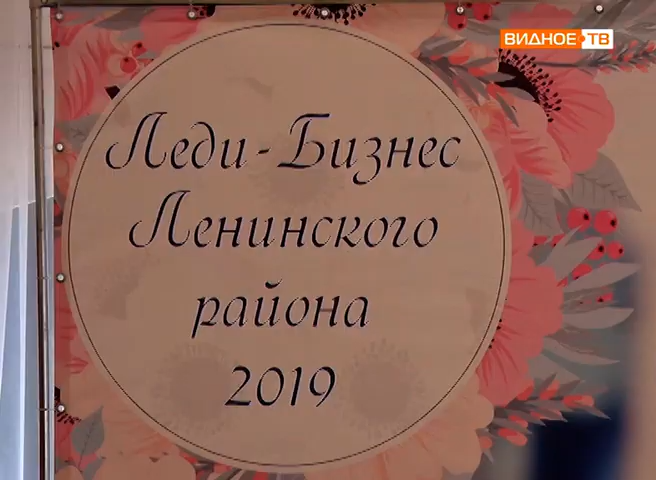 ВИДНОЕ ТВ
Леди-Бизнес
Ленинского
района
2019